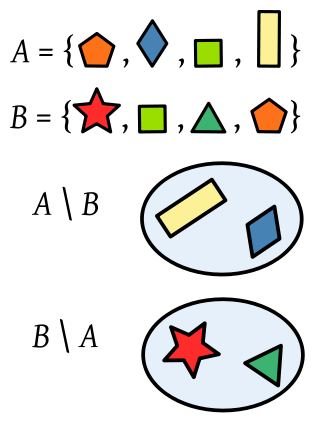 A = { , , , }
B = { , , , }
A \ B
B \ A